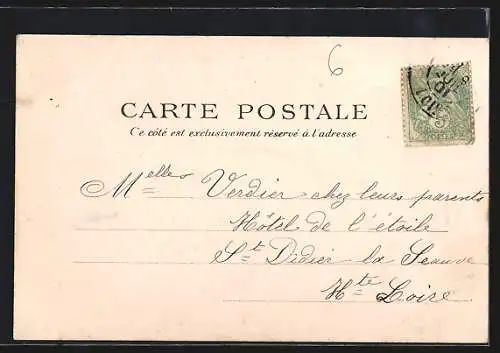 6
CARTE POSTALE
Ce côté est exclusivement réservé à l'adresse
Melles Verdier chez leurs parents
Hôtel de l'étoile
St Didier la Seauve
Hte Loire